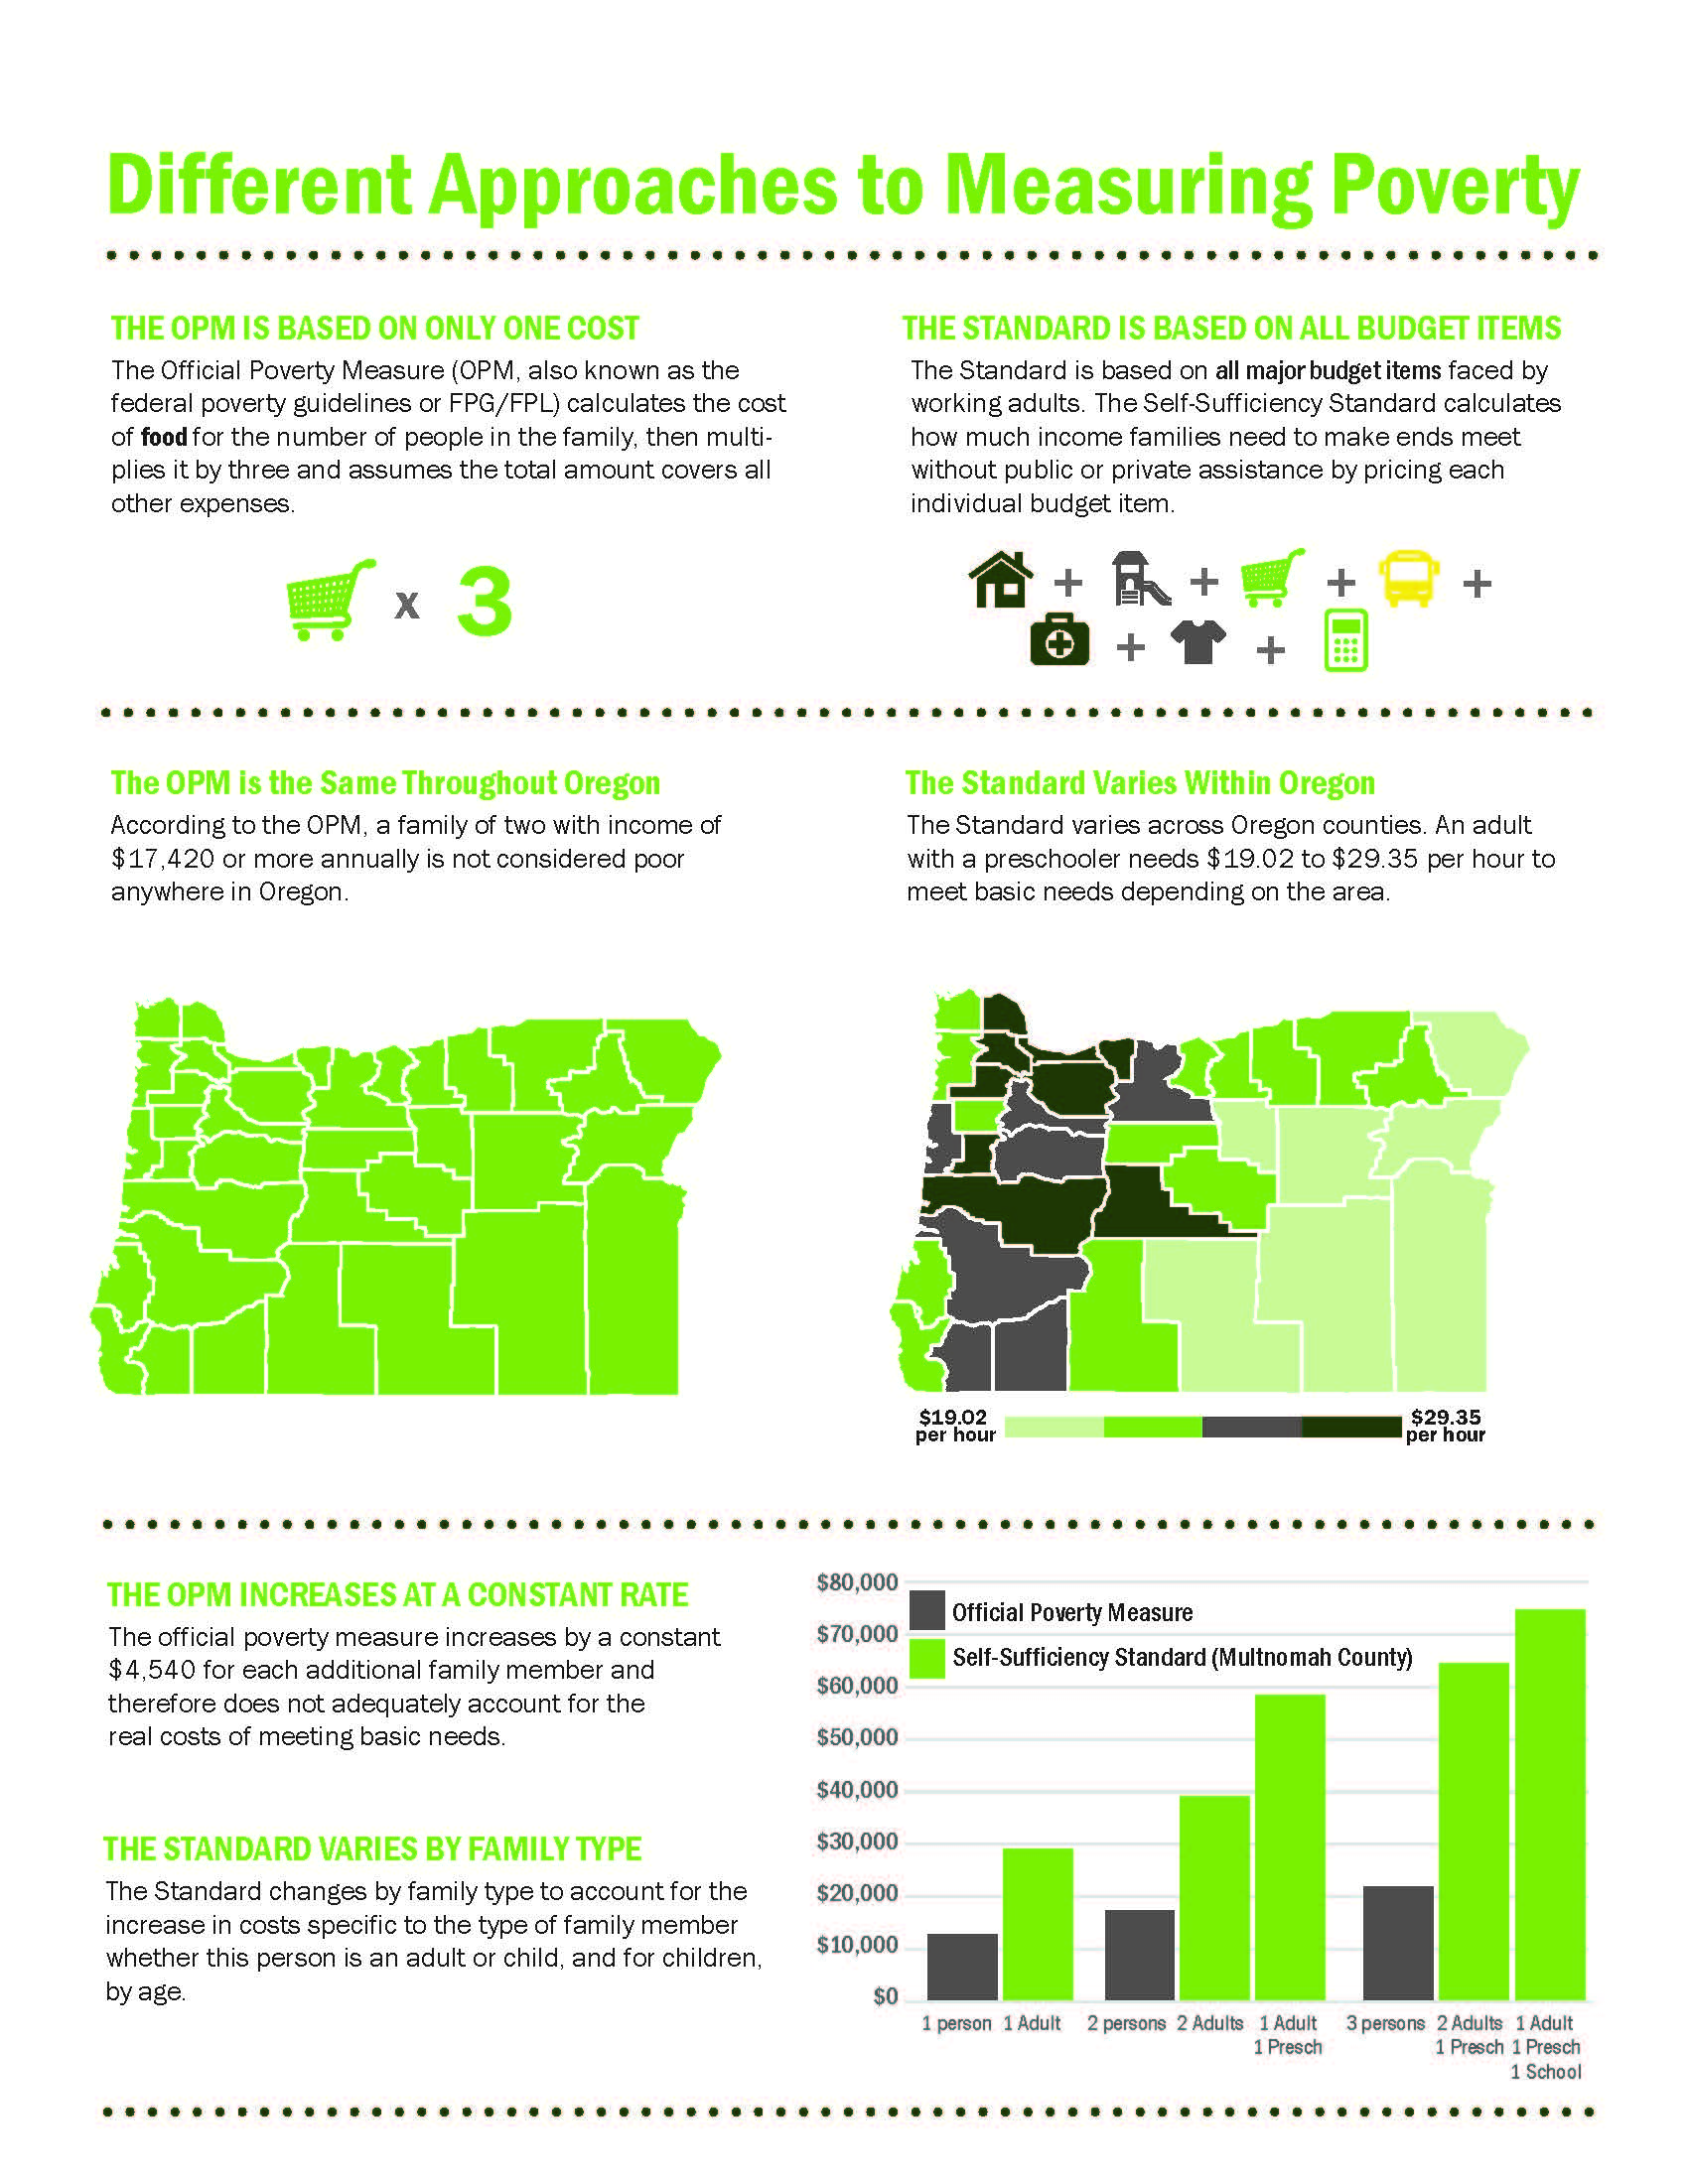 Different Approaches to Measuring Poverty
THE OPM IS BASED ON ONLY ONE COST
The Official Poverty Measure (OPM, also known as the
federal poverty guidelines or FPG/FPL) calculates the cost
of food for the number of people in the family, then multi-
plies it by three and assumes the total amount covers all
other expenses.
x 3
THE STANDARD IS BASED ON ALL BUDGET ITEMS
The Standard is based on all major budget items faced by
working adults. The Self-Sufficiency Standard calculates
how much income families need to make ends meet
without public or private assistance by pricing each
individual budget item.
+ + + +
+ +
The OPM is the Same Throughout Oregon
According to the OPM, a family of two with income of
$17,420 or more annually is not considered poor
anywhere in Oregon.
The Standard Varies Within Oregon
The Standard varies across Oregon counties. An adult
with a preschooler needs $19.02 to $29.35 per hour to
meet basic needs depending on the area.
$19.02
per hour
$29.35
per hour
THE OPM INCREASES AT A CONSTANT RATE
The official poverty measure increases by a constant
$4,540 for each additional family member and
therefore does not adequately account for the
real costs of meeting basic needs.
THE STANDARD VARIES BY FAMILY TYPE
The Standard changes by family type to account for the
increase in costs specific to the type of family member
whether this person is an adult or child, and for children,
by age.
Official Poverty Measure
Self-Sufficiency Standard (Multnomah County)
$80,000
$70,000
$60,000
$50,000
$40,000
$30,000
$20,000
$10,000
$0
1 person
1 Adult
2 persons
2 Adults
1 Adult
1 Presch
3 persons
2 Adults
1 Presch
1 Adult
1 Presch
1 School